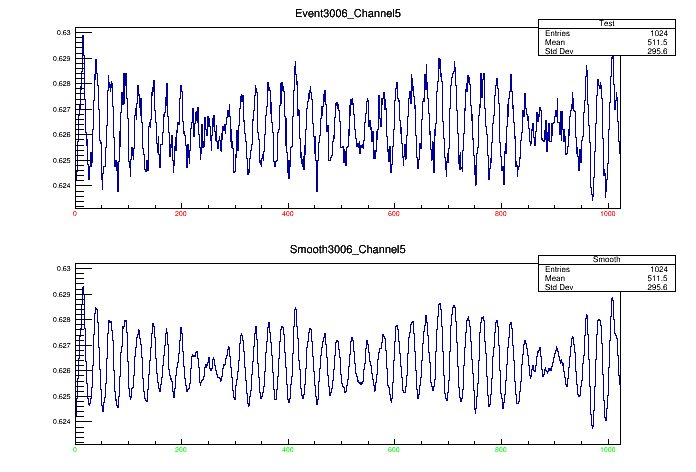 Event3006_Channel5
Test
Entries 1024
Mean 511.5
Std Dev 295.6
0.63
0.629
0.628
0.627
0.626
0.625
0.624
0 200 400 600 800 1000
Smooth3006_Channel5
Smooth
Entries 1024
Mean 511.5
Std Dev 295.6
0.63
0.629
0.628
0.627
0.626
0.625
0.624
0 200 400 600 800 1000